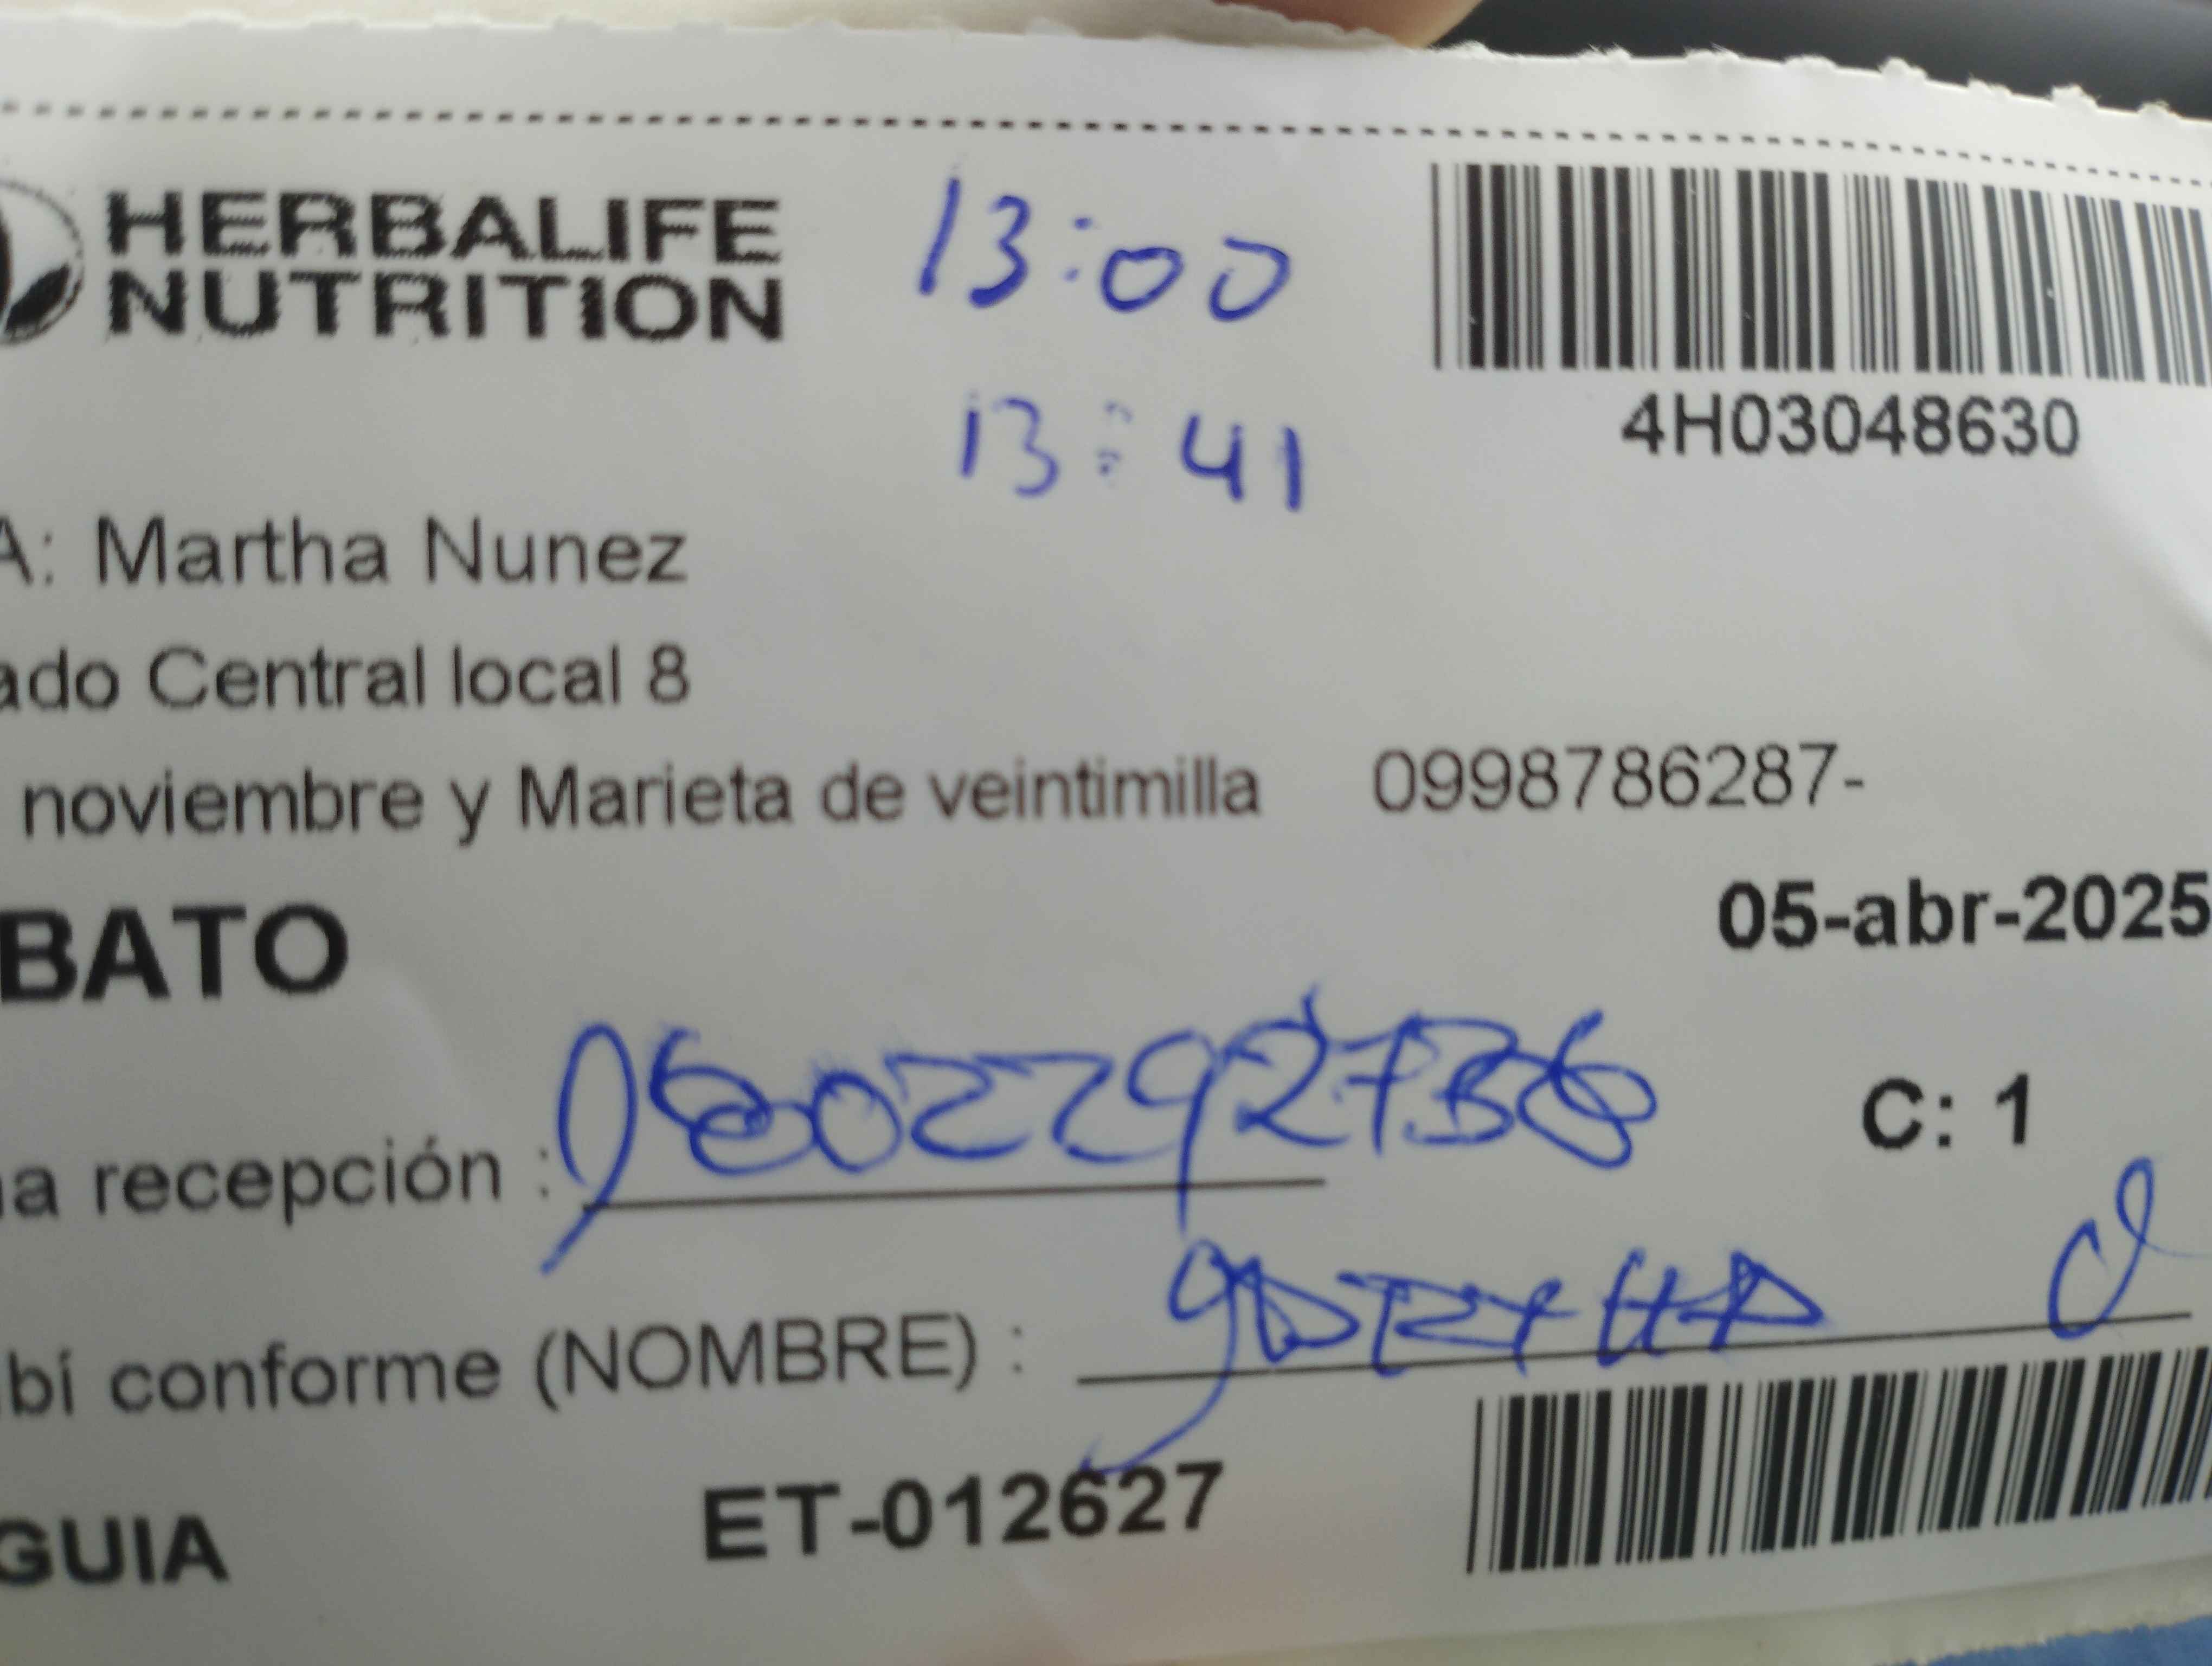 HERBALIFE
NUTRITION
13:00
13:41
4H03048630
A: Martha Nunez
ado Central local 8
noviembre y Marieta de veintimilla 0998786287-
BATO
05-abr-2025
a recepción :
C: 1
bí conforme (NOMBRE) :
GUIA
ET-012627